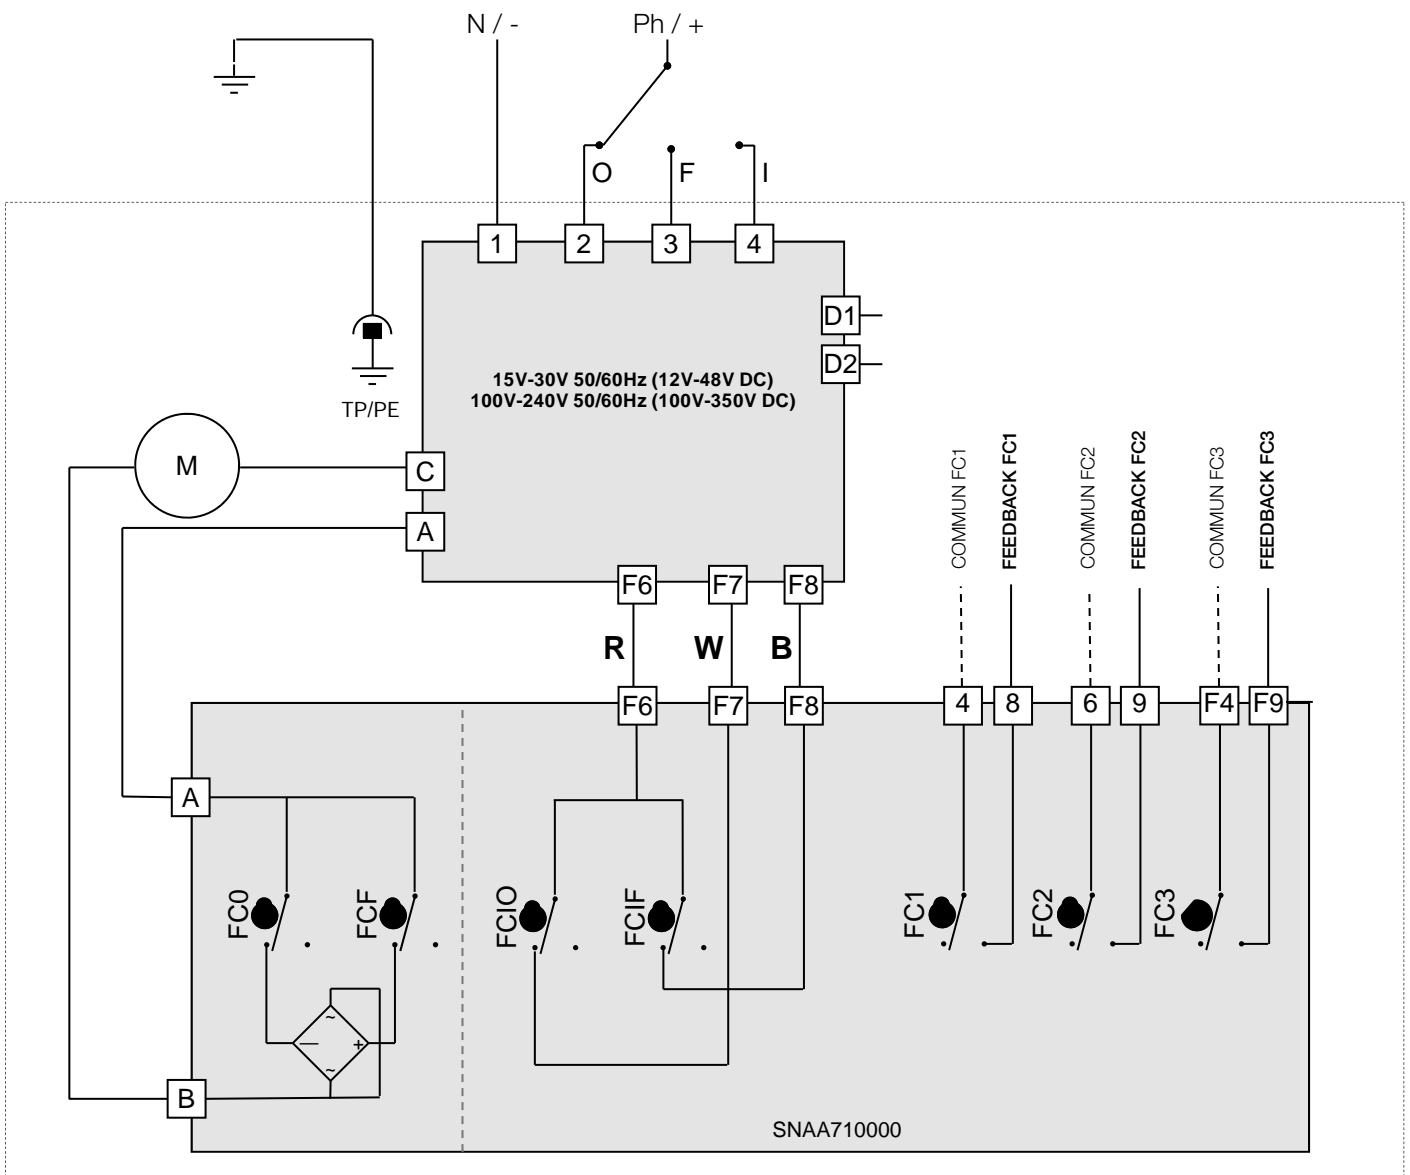 N / -
Ph / +
O
F
I
1
2
3
4
D1
D2
15V-30V 50/60Hz (12V-48V DC)
100V-240V 50/60Hz (100V-350V DC)
TP/PE
M
C
A
F6
F7
F8
R
W
B
COMMUN FC1
FEEDBACK FC1
COMMUN FC2
FEEDBACK FC2
COMMUN FC3
FEEDBACK FC3
F6
F7
F8
4
8
6
9
F4
F9
A
FC0
FCF
FCIO
FCIF
FC1
FC2
FC3
~
—
+
~
B
SNAA710000